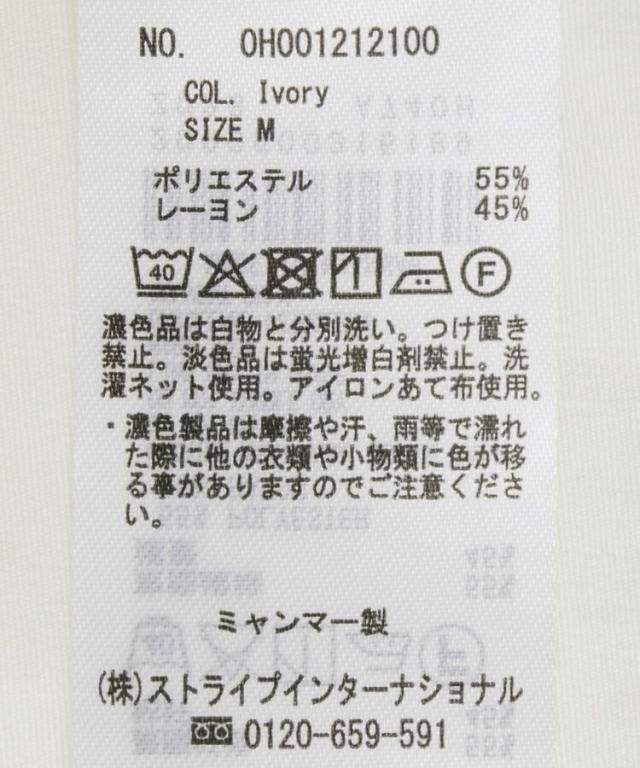 NO. 0H001212100
COL. Ivory
SIZE M
ポリエステル 55%
レーヨン 45%
40 F
濃色品は白物と分別洗い。つけ置き
禁止。淡色品は蛍光増白剤禁止。洗
濯ネット使用。アイロンあて布使用。
・濃色製品は摩擦や汗、雨等で濡れ
た際に他の衣類や小物類に色が移
る事がありますのでご注意くださ
い。
ミャンマー製
(株)ストライプインターナショナル
0120-659-591